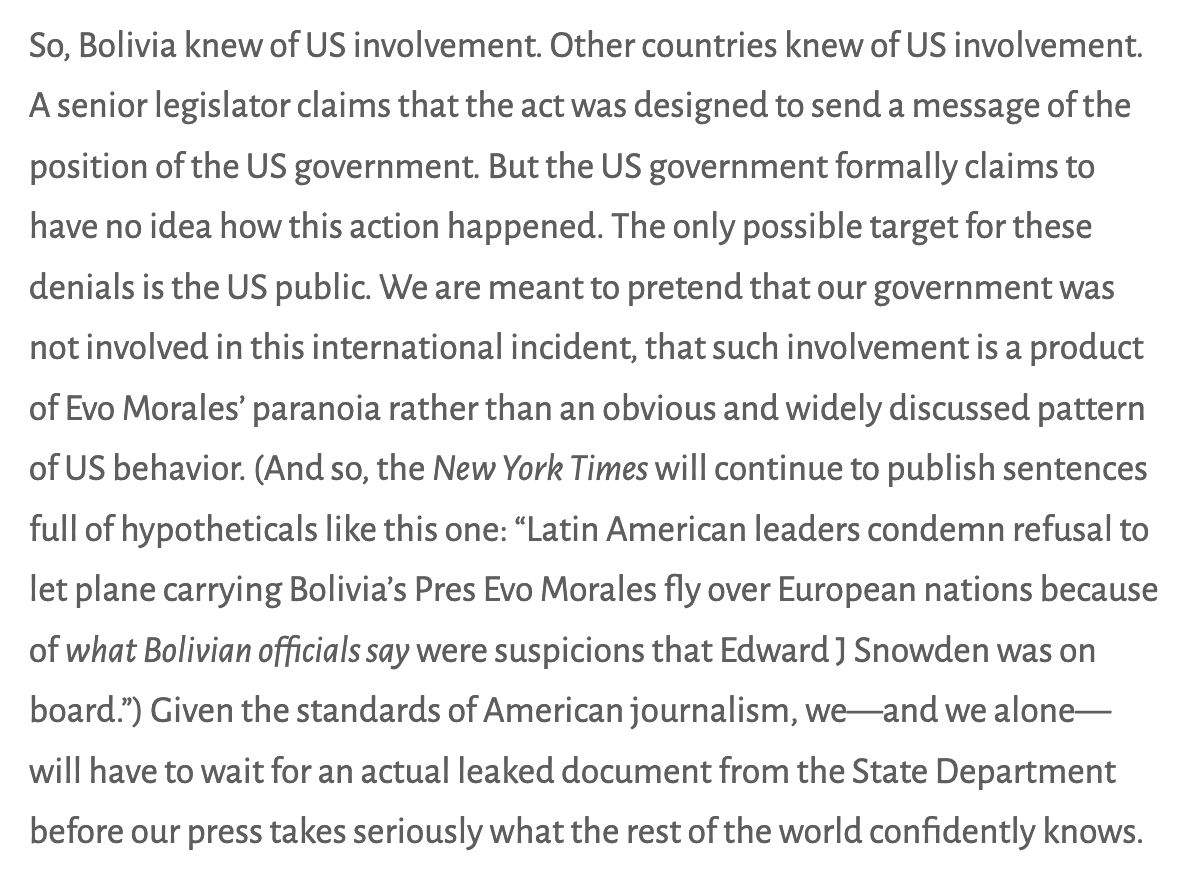 So, Bolivia knew of US involvement. Other countries knew of US involvement.
A senior legislator claims that the act was designed to send a message of the
position of the US government. But the US government formally claims to
have no idea how this action happened. The only possible target for these
denials is the US public. We are meant to pretend that our government was
not involved in this international incident, that such involvement is a product
of Evo Morales’ paranoia rather than an obvious and widely discussed pattern
of US behavior. (And so, the New York Times will continue to publish sentences
full of hypotheticals like this one: “Latin American leaders condemn refusal to
let plane carrying Bolivia’s Pres Evo Morales fly over European nations because
of what Bolivian officials say were suspicions that Edward J Snowden was on
board.”) Given the standards of American journalism, we—and we alone—
will have to wait for an actual leaked document from the State Department
before our press takes seriously what the rest of the world confidently knows.